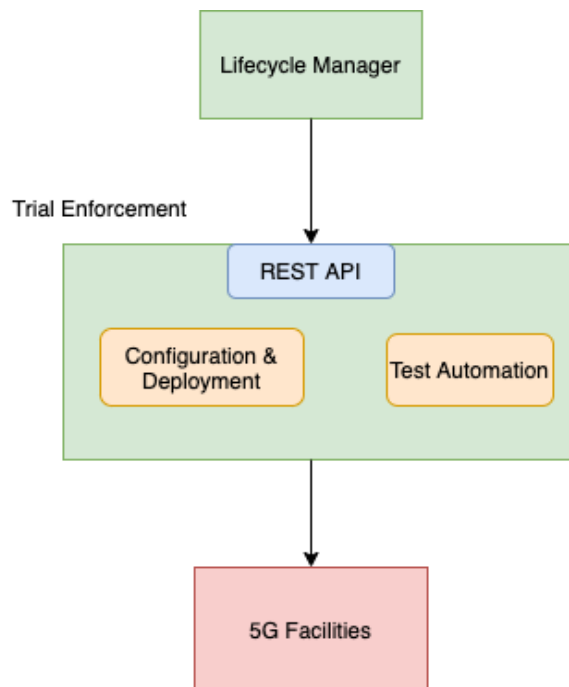 Lifecycle Manager
Trial Enforcement
REST API
Configuration &
Deployment
Test Automation
5G Facilities